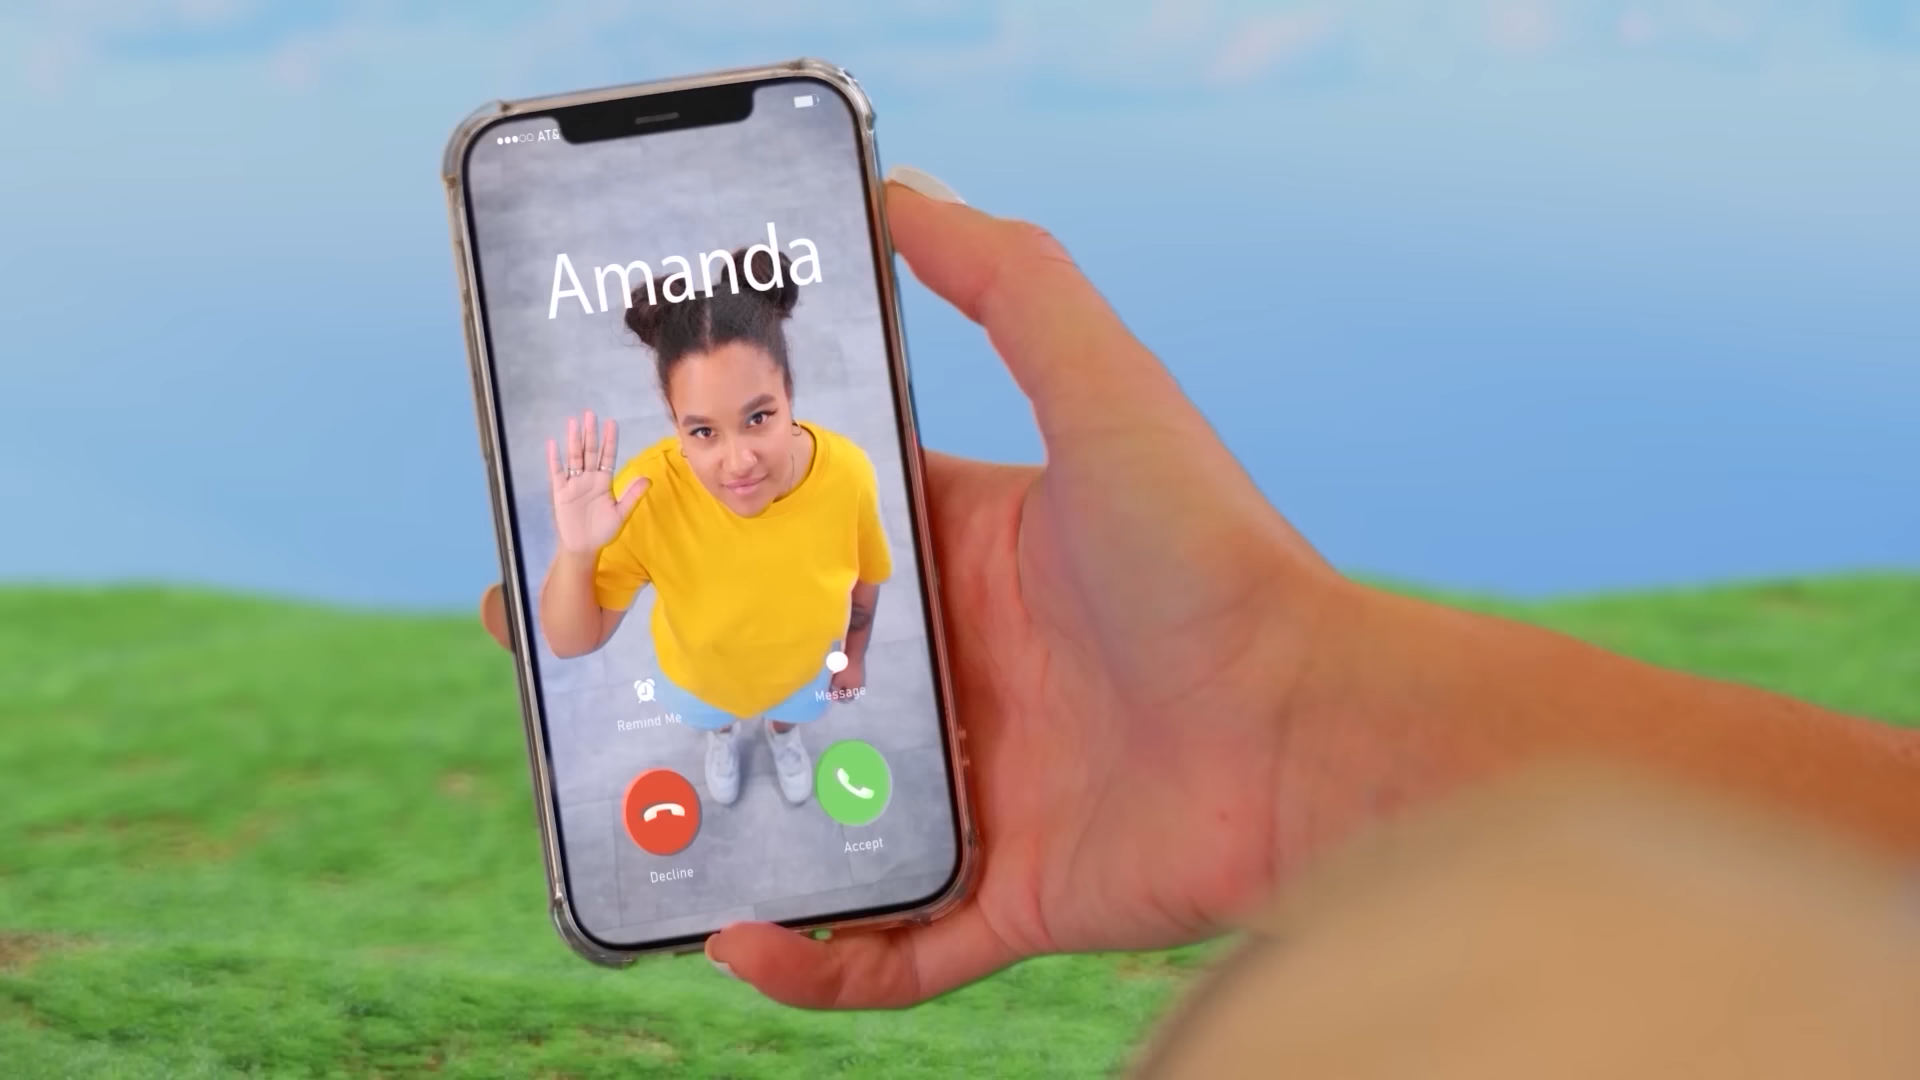 AT&
Amanda
Remind Me
Message
Decline
Accept